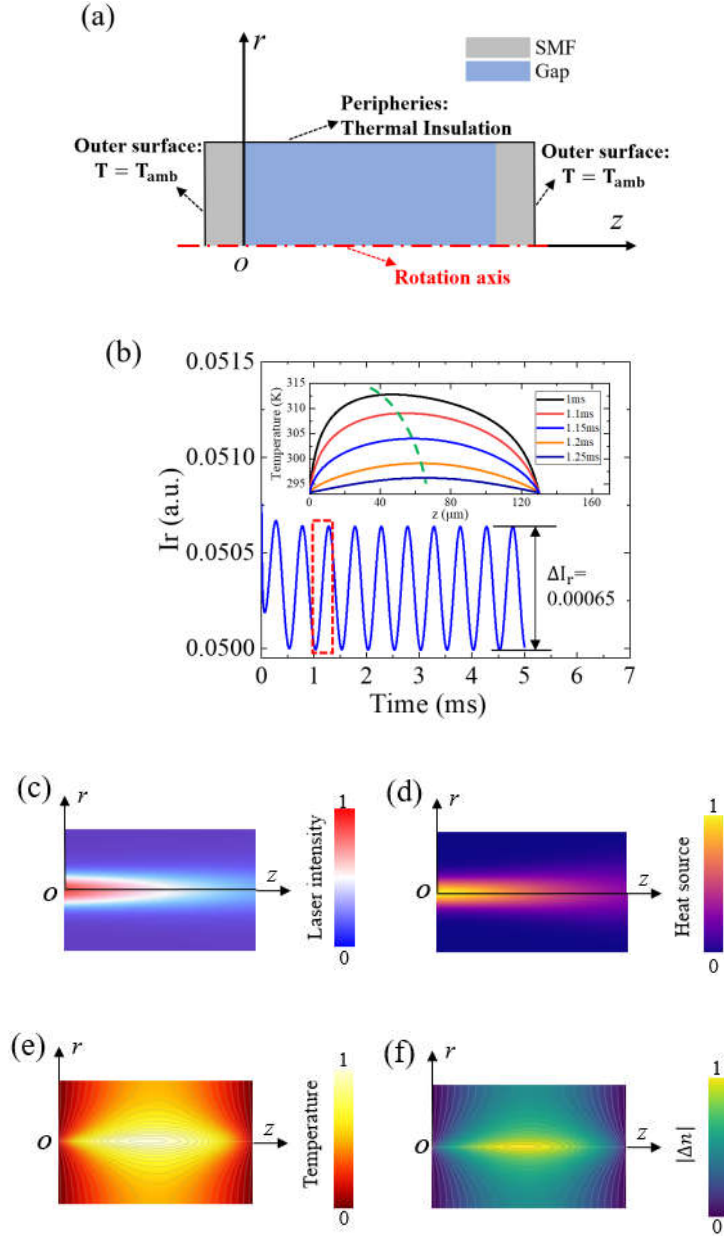 (a)
r
SMF
Gap
Peripheries:
Thermal Insulation
Outer surface:
T = Tamb
Outer surface:
T = Tamb
z
o
Rotation axis
(b)
0.0515
0.0510
0.0505
0.0500
Ir (a.u.)
315
310
305
300
295
Temperature (K)
1ms
1.1ms
1.15ms
1.2ms
1.25ms
0 40 80 120 160
z (μm)
ΔIr=
0.00065
0 1 2 3 4 5 6 7
Time (ms)
(c)
r
o
z
Laser intensity
1
0
(d)
r
o
z
Heat source
1
0
(e)
r
o
z
Temperature
1
0
(f)
r
o
z
|Δn|
1
0